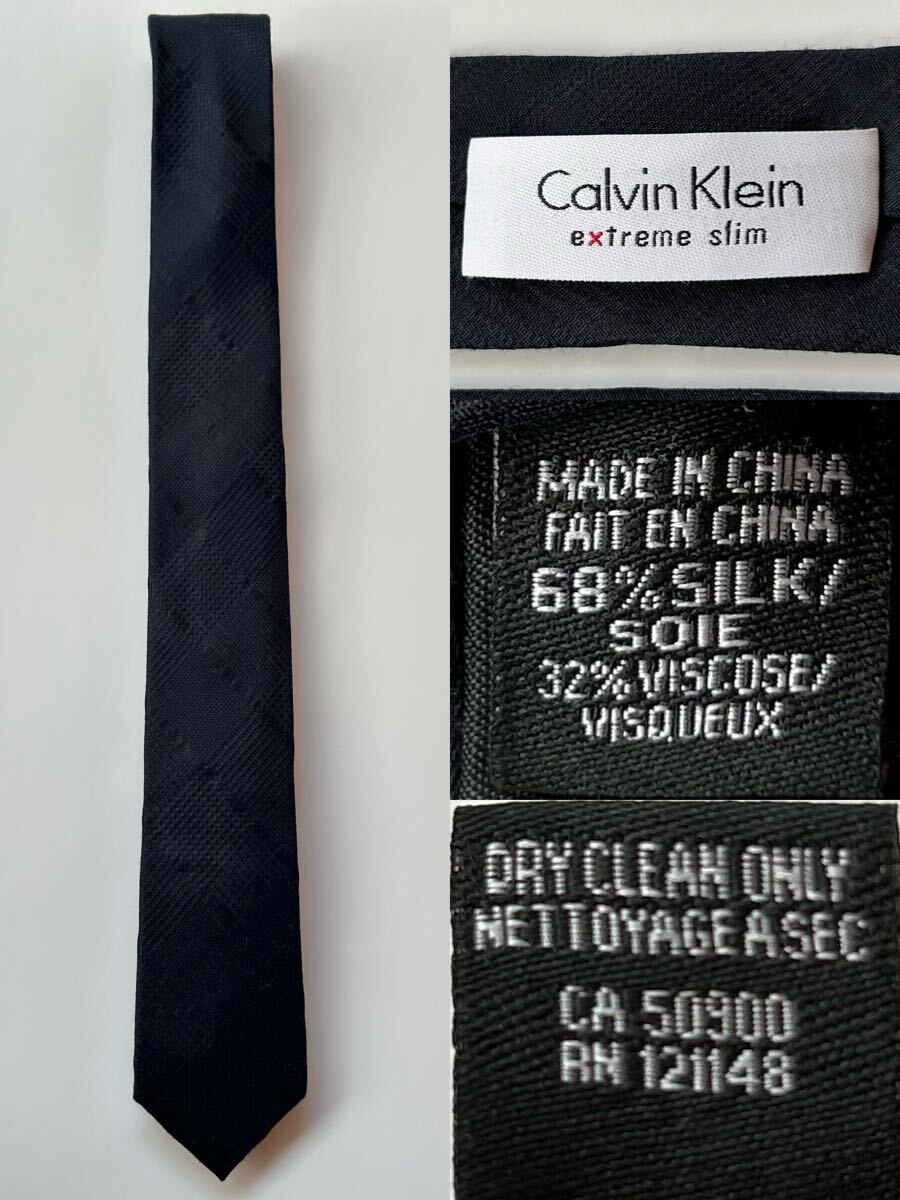 Calvin Klein
extreme slim
MADE IN CHINA
FAIT EN CHINA
68% SILK/
SOIE
32% VISCOSE/
VISQUEUX
DRY CLEAN ONLY
NETTOYAGE A SEC
CA 50900
RN 121148